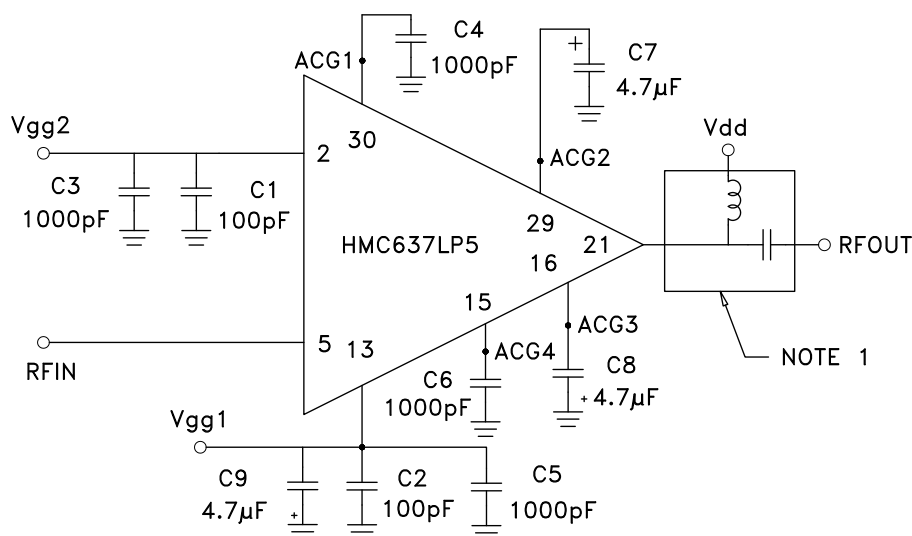 C4
1000pF
ACG1
+
C7
4.7µF
Vgg2
Vdd
30
2
ACG2
C3
1000pF
C1
100pF
29
HMC637LP5
21
RFOUT
16
15
ACG3
5
13
RFIN
ACG4
NOTE 1
C6
1000pF
C8
+4.7µF
Vgg1
C9
4.7µF
+
C2
100pF
C5
1000pF